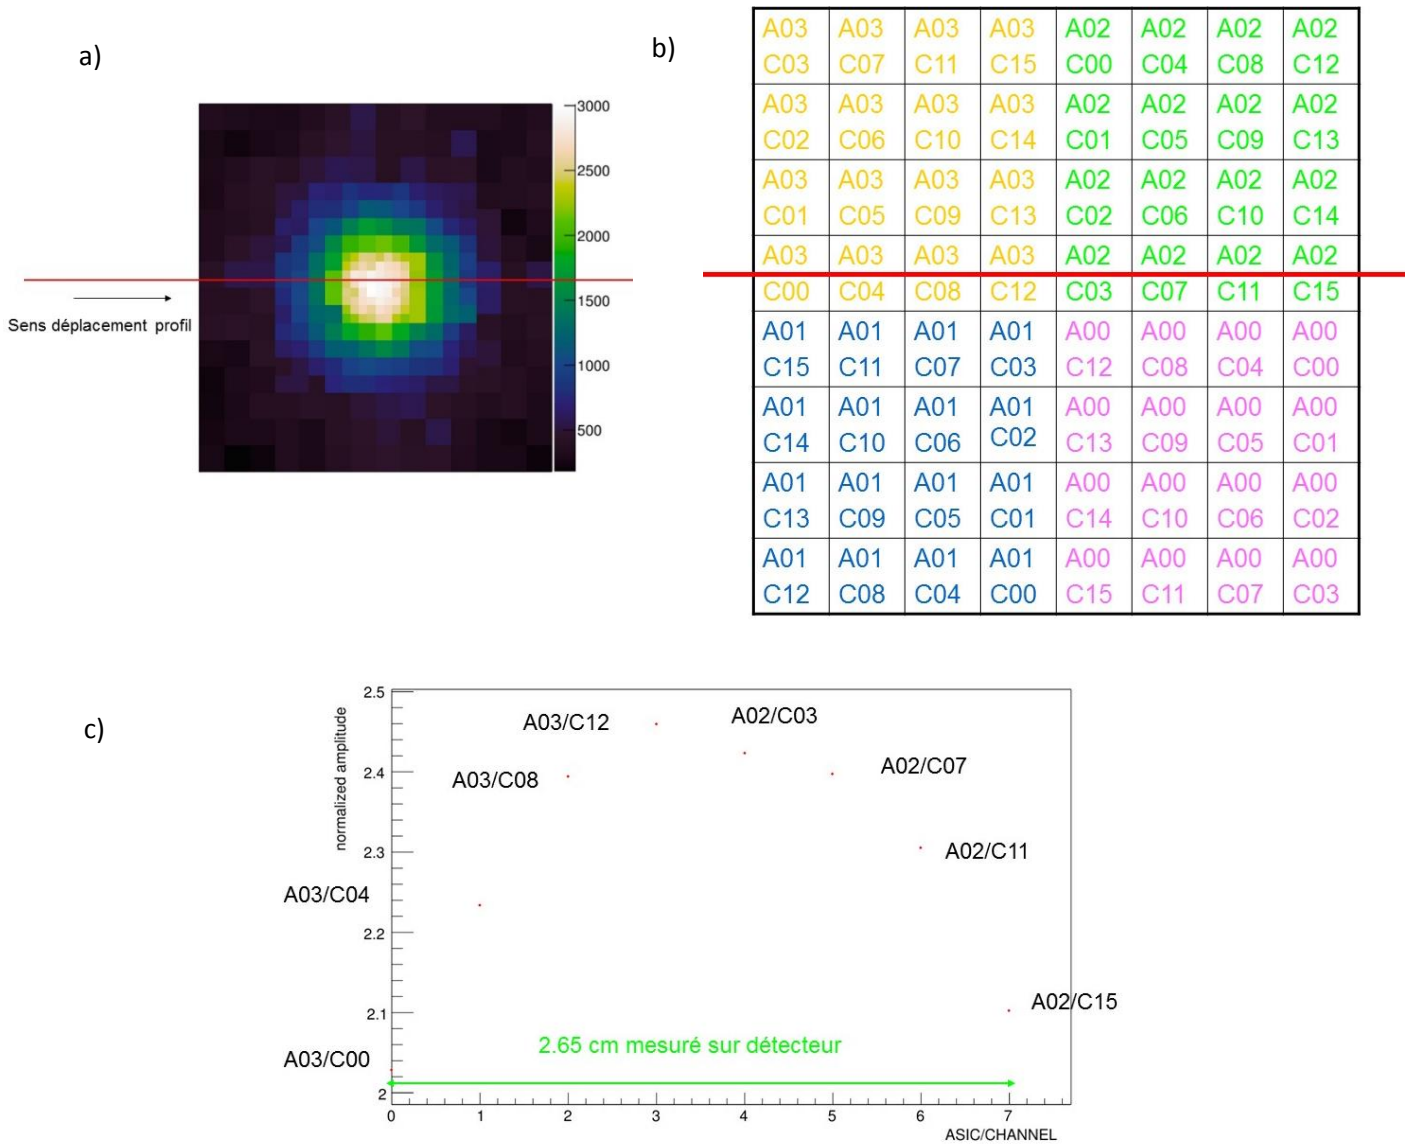 a)
3000
2500
2000
1500
1000
500
Sens déplacement profil
b)
A03 A03 A03 A03 A02 A02 A02 A02
C03 C07 C11 C15 C00 C04 C08 C12
A03 A03 A03 A03 A02 A02 A02 A02
C02 C06 C10 C14 C01 C05 C09 C13
A03 A03 A03 A03 A02 A02 A02 A02
C01 C05 C09 C13 C02 C06 C10 C14
A03 A03 A03 A03 A02 A02 A02 A02
C00 C04 C08 C12 C03 C07 C11 C15
A01 A01 A01 A01 A00 A00 A00 A00
C15 C11 C07 C03 C12 C08 C04 C00
A01 A01 A01 A01 A00 A00 A00 A00
C14 C10 C06 C02 C13 C09 C05 C01
A01 A01 A01 A01 A00 A00 A00 A00
C13 C09 C05 C01 C14 C10 C06 C02
A01 A01 A01 A01 A00 A00 A00 A00
C12 C08 C04 C00 C15 C11 C07 C03
c)
normalized amplitude
2.5
2.4
2.3
2.2
2.1
2
A03/C12
A02/C03
A03/C08
A02/C07
A02/C11
A03/C04
A02/C15
2.65 cm mesuré sur détecteur
A03/C00
0 1 2 3 4 5 6 7
ASIC/CHANNEL